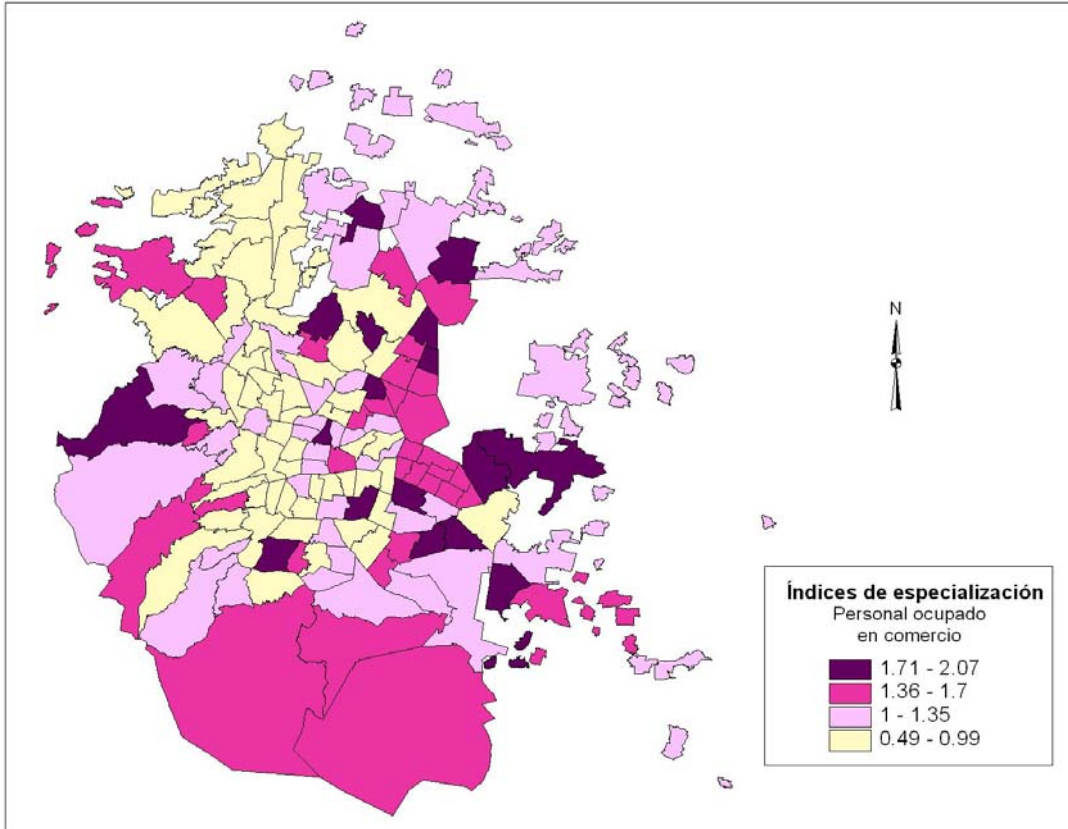 N
Índices de especialización
Personal ocupado
en comercio
1.71 - 2.07
1.36 - 1.7
1 - 1.35
0.49 - 0.99